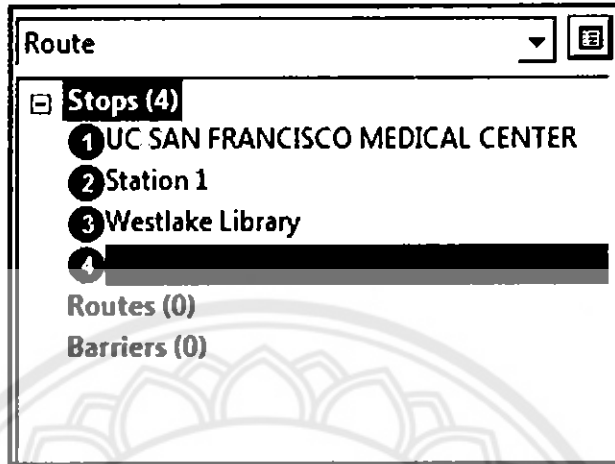 Route
Stops (4)
1 UC SAN FRANCISCO MEDICAL CENTER
2 Station 1
3 Westlake Library
4
Routes (0)
Barriers (0)